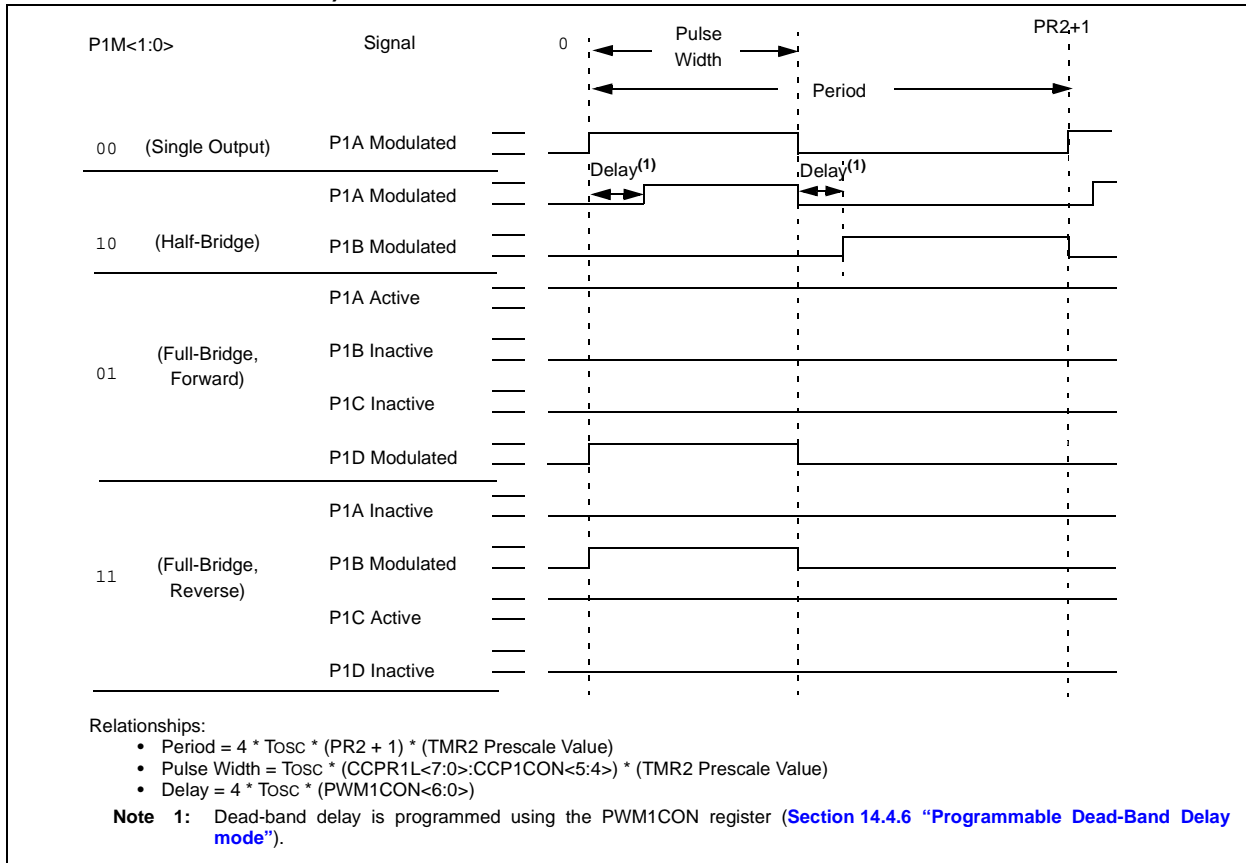 P1M<1:0> Signal 0 Pulse Width PR2+1
Period
00 (Single Output) P1A Modulated
Delay(1) Delay(1)
P1A Modulated
10 (Half-Bridge) P1B Modulated
P1A Active
01 (Full-Bridge, Forward) P1B Inactive
P1C Inactive
P1D Modulated
P1A Inactive
11 (Full-Bridge, Reverse) P1B Modulated
P1C Active
P1D Inactive
Relationships:
• Period = 4 * TOSC * (PR2 + 1) * (TMR2 Prescale Value)
• Pulse Width = TOSC * (CCPR1L<7:0>:CCP1CON<5:4>) * (TMR2 Prescale Value)
• Delay = 4 * TOSC * (PWM1CON<6:0>)
Note 1: Dead-band delay is programmed using the PWM1CON register (Section 14.4.6 “Programmable Dead-Band Delay
mode”).